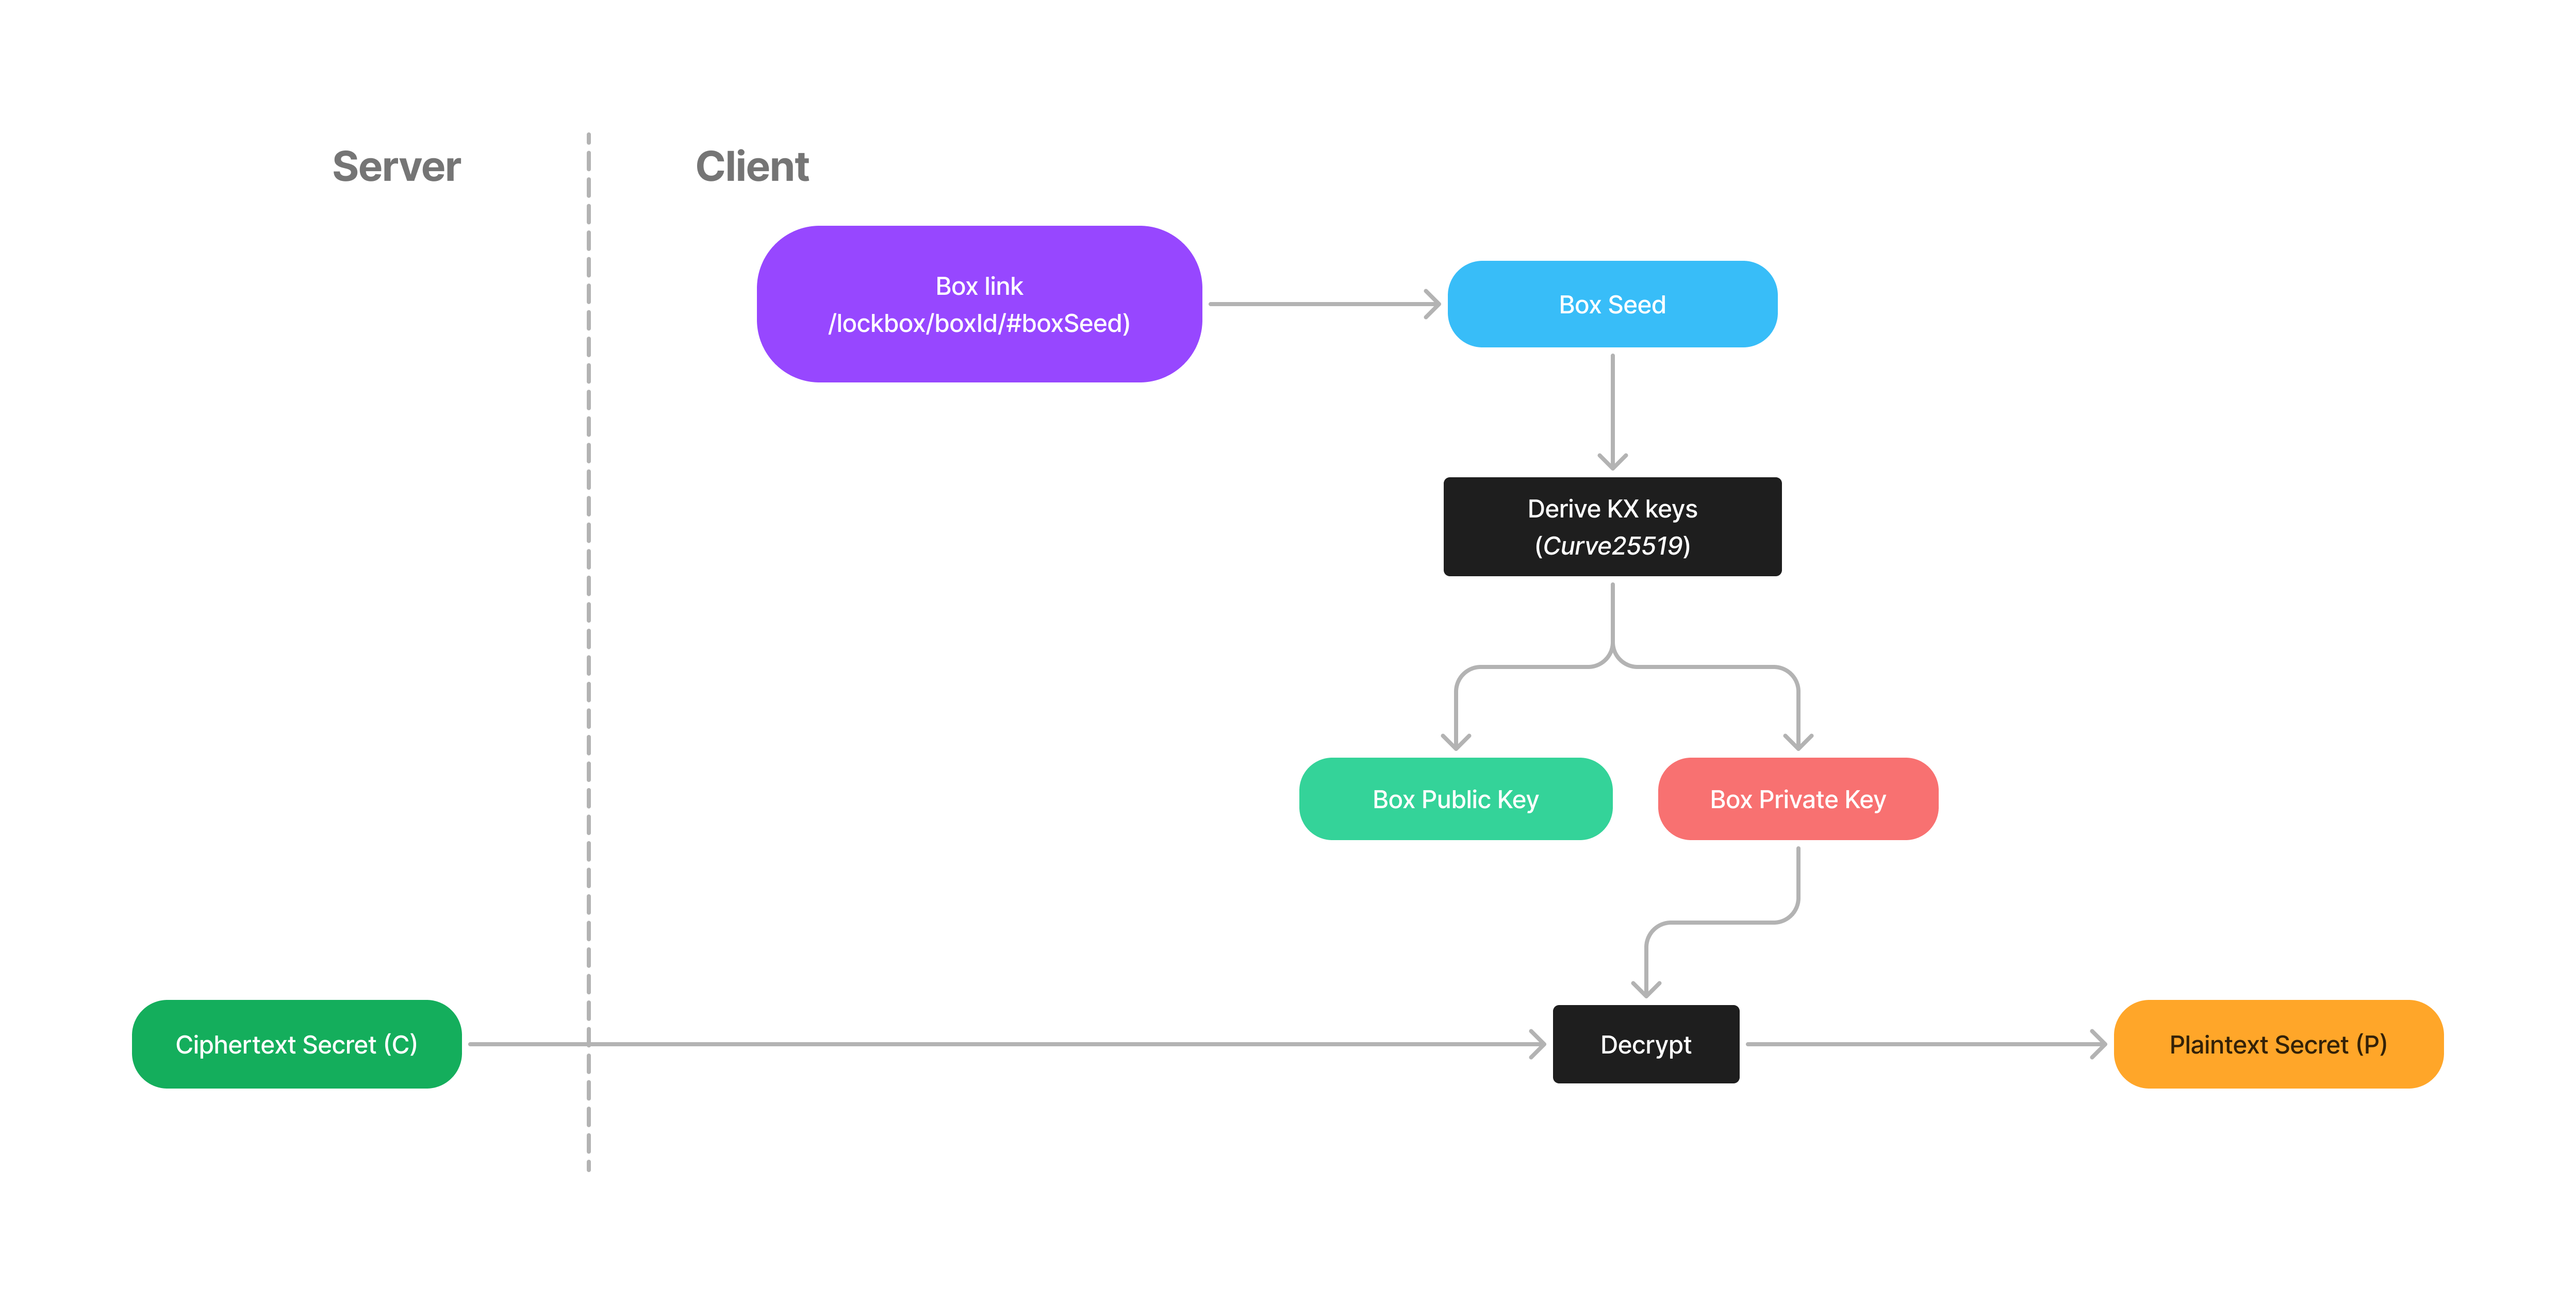 Server
Client
Box link
/lockbox/boxId/#boxSeed)
Box Seed
Derive KX keys
(Curve25519)
Box Public Key
Box Private Key
Ciphertext Secret (C)
Decrypt
Plaintext Secret (P)